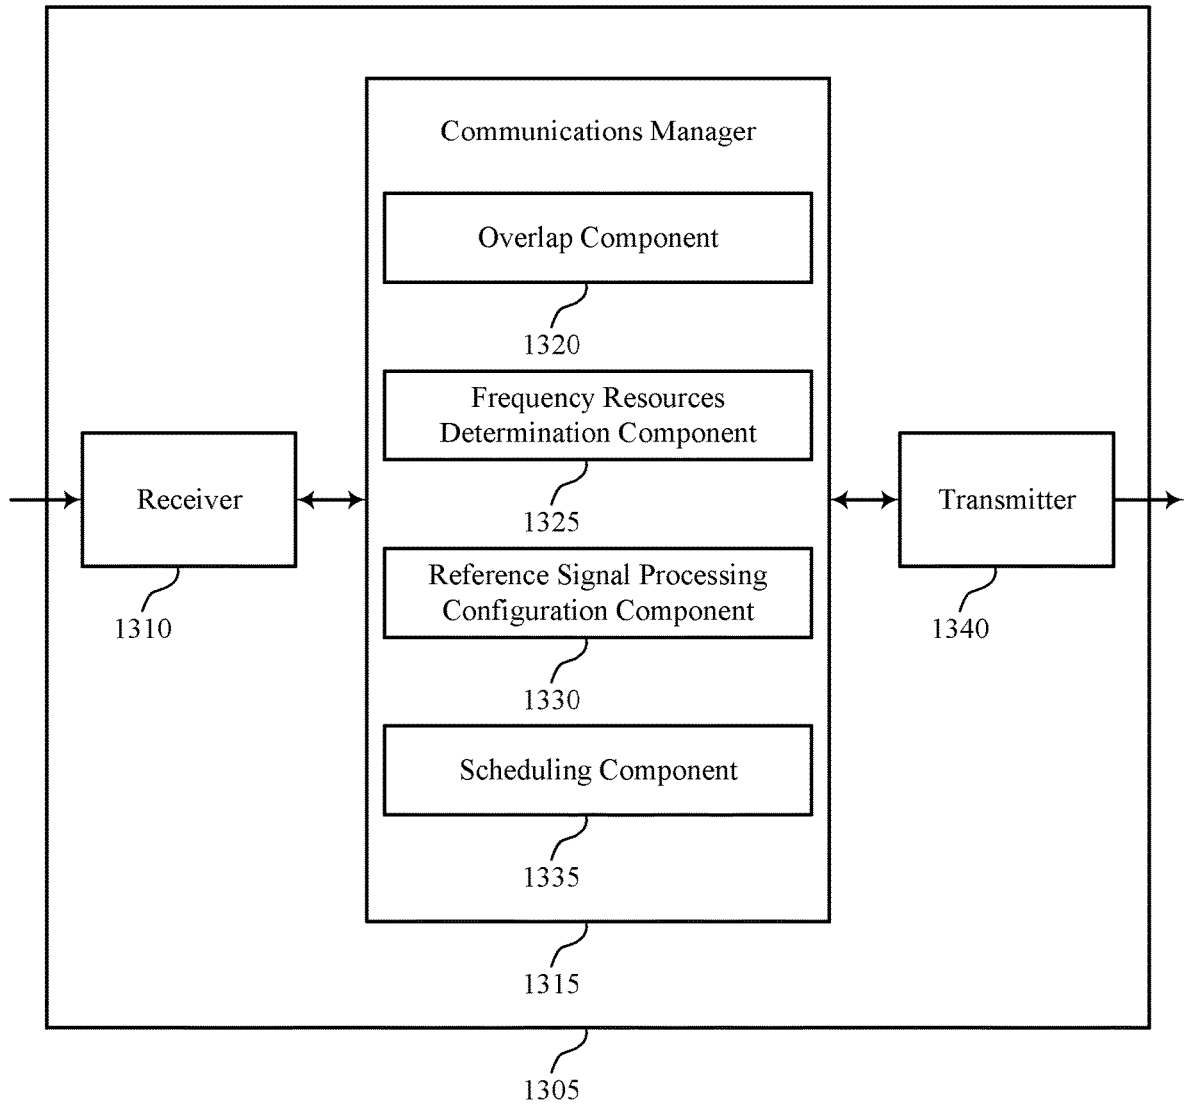 Communications Manager
Overlap Component
1320
Frequency Resources
Determination Component
1325
Receiver
1310
Transmitter
1340
Reference Signal Processing
Configuration Component
1330
Scheduling Component
1335
1315
1305